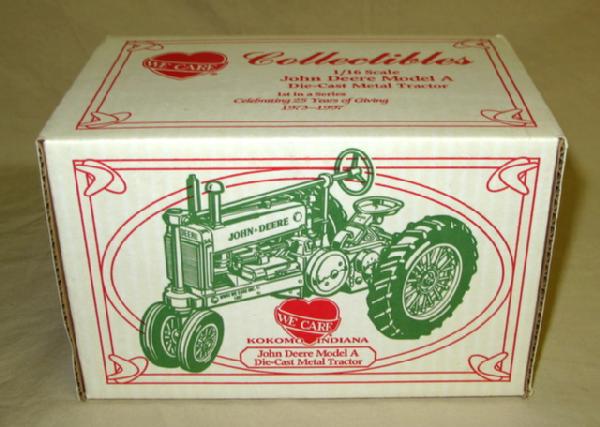 WE CARE
Collectibles
1/16 Scale
John Deere Model A
Die-Cast Metal Tractor
1st in a Series
Celebrating 25 Years of Giving
1973-1997
JOHN DEERE
DEERE
WE CARE
KOKOMO INDIANA
John Deere Model A
Die-Cast Metal Tractor